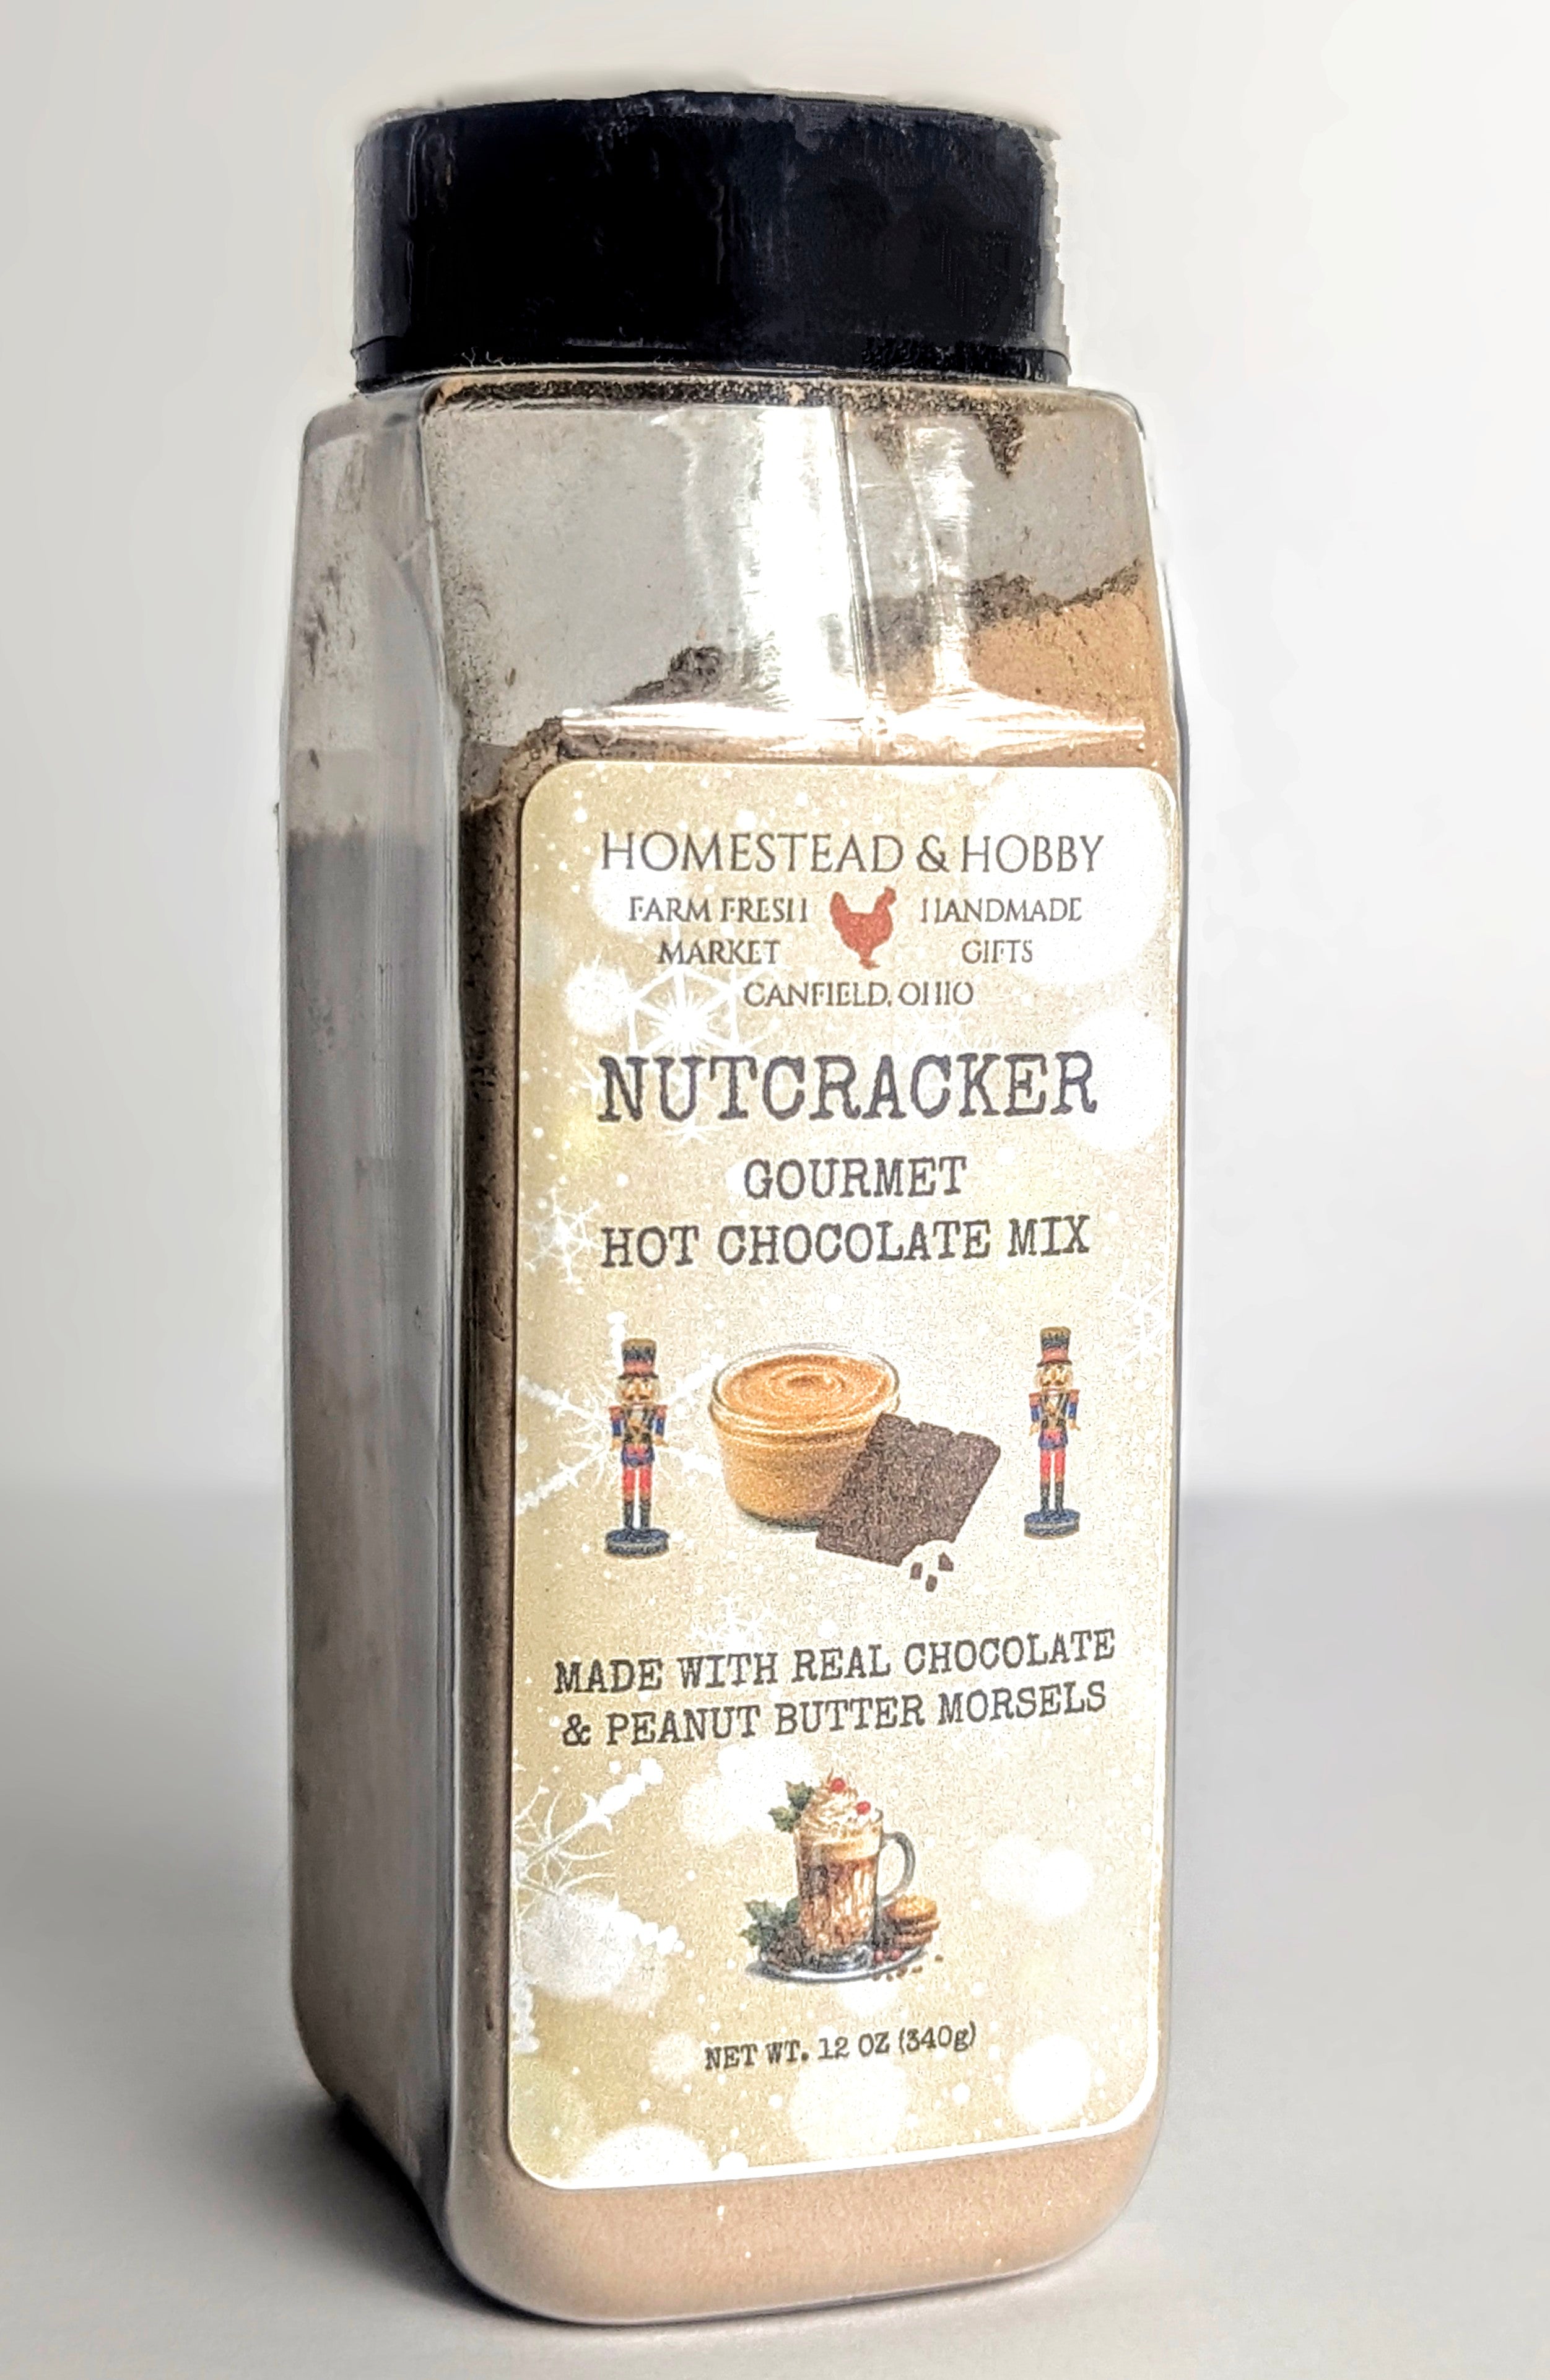 HOMESTEAD & HOBBY
FARM FRESH HANDMADE
MARKET GIFTS
CANFIELD, OHIO
NUTCRACKER
GOURMET
HOT CHOCOLATE MIX
MADE WITH REAL CHOCOLATE
& PEANUT BUTTER MORSELS
NET WT. 12 OZ (340g)